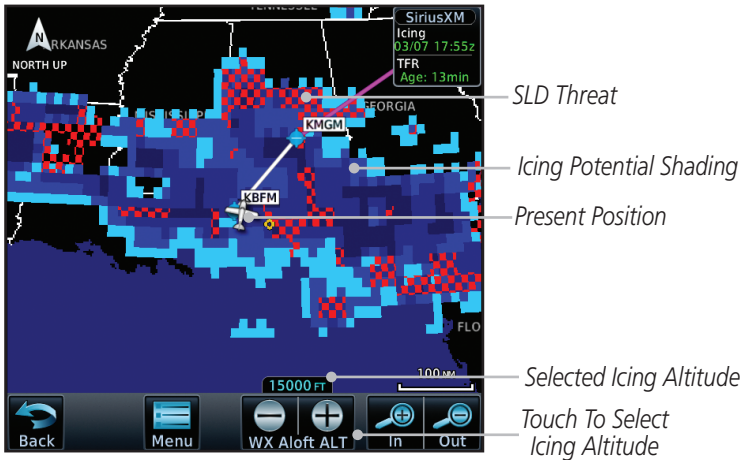 TENNESSEE
SiriusXM
Icing
03/07 17:55z
TFR
Age: 13min
N
RKANSAS
NORTH UP
SLD Threat
GEORGIA
KMGM
Icing Potential Shading
KBFM
Present Position
FLO
100 NM
15000 FT
Selected Icing Altitude
Back
Menu
WX Aloft ALT
In
Out
Touch To Select
Icing Altitude